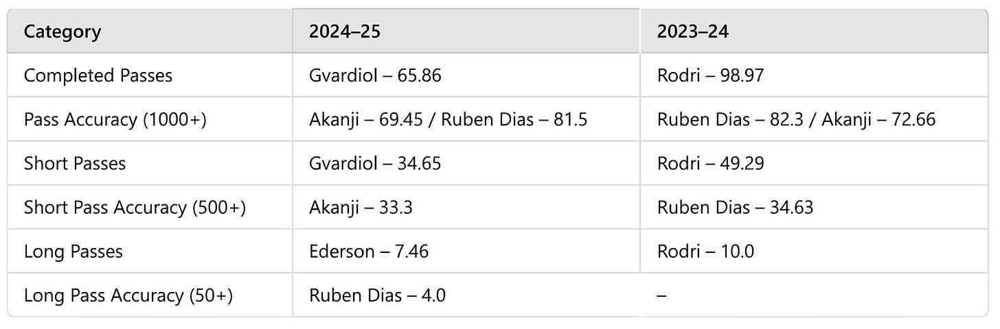 Category 2024–25 2023–24
Completed Passes Gvardiol – 65.86 Rodri – 98.97
Pass Accuracy (1000+) Akanji – 69.45 / Ruben Dias – 81.5 Ruben Dias – 82.3 / Akanji – 72.66
Short Passes Gvardiol – 34.65 Rodri – 49.29
Short Pass Accuracy (500+) Akanji – 33.3 Ruben Dias – 34.63
Long Passes Ederson – 7.46 Rodri – 10.0
Long Pass Accuracy (50+) Ruben Dias – 4.0 –